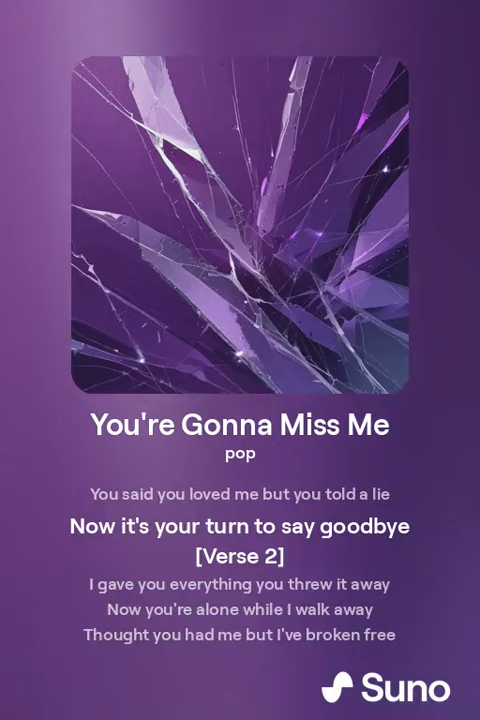 You're Gonna Miss Me
pop
You said you loved me but you told a lie
Now it's your turn to say goodbye
[Verse 2]
I gave you everything you threw it away
Now you're alone while I walk away
Thought you had me but I've broken free
Suno